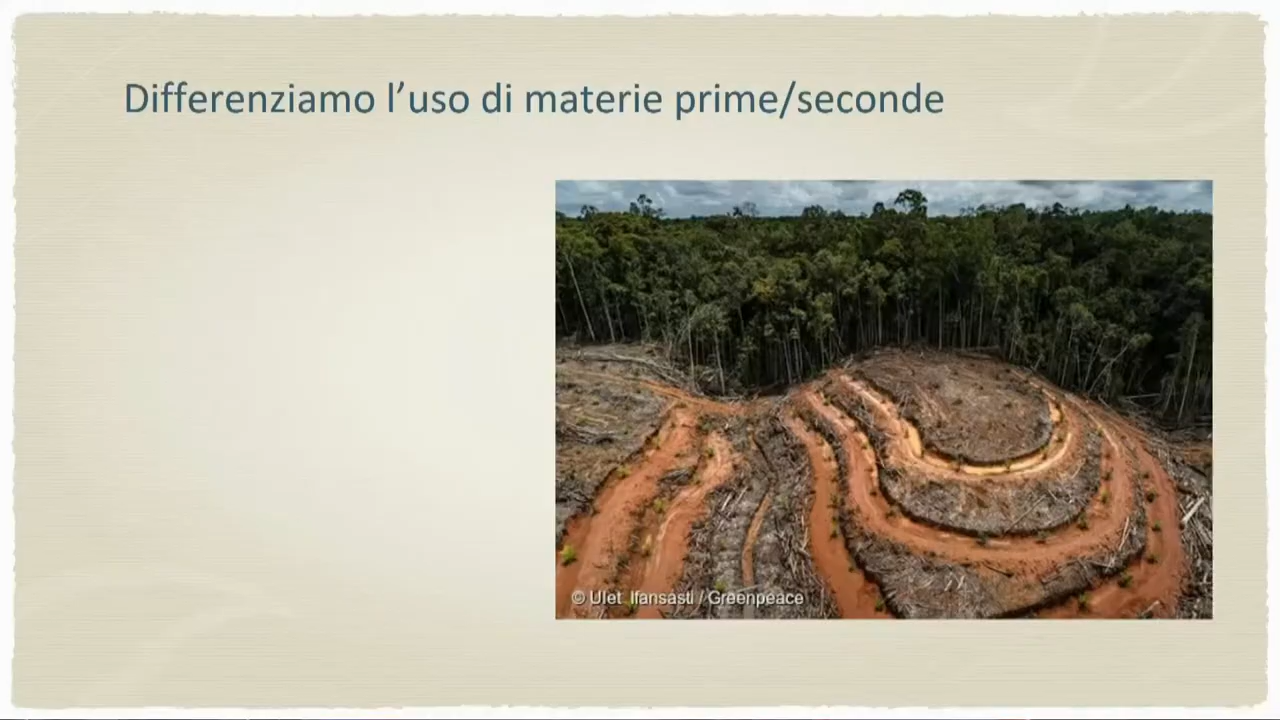 Differenziamo l’uso di materie prime/seconde
© Ulet Ifansasti / Greenpeace